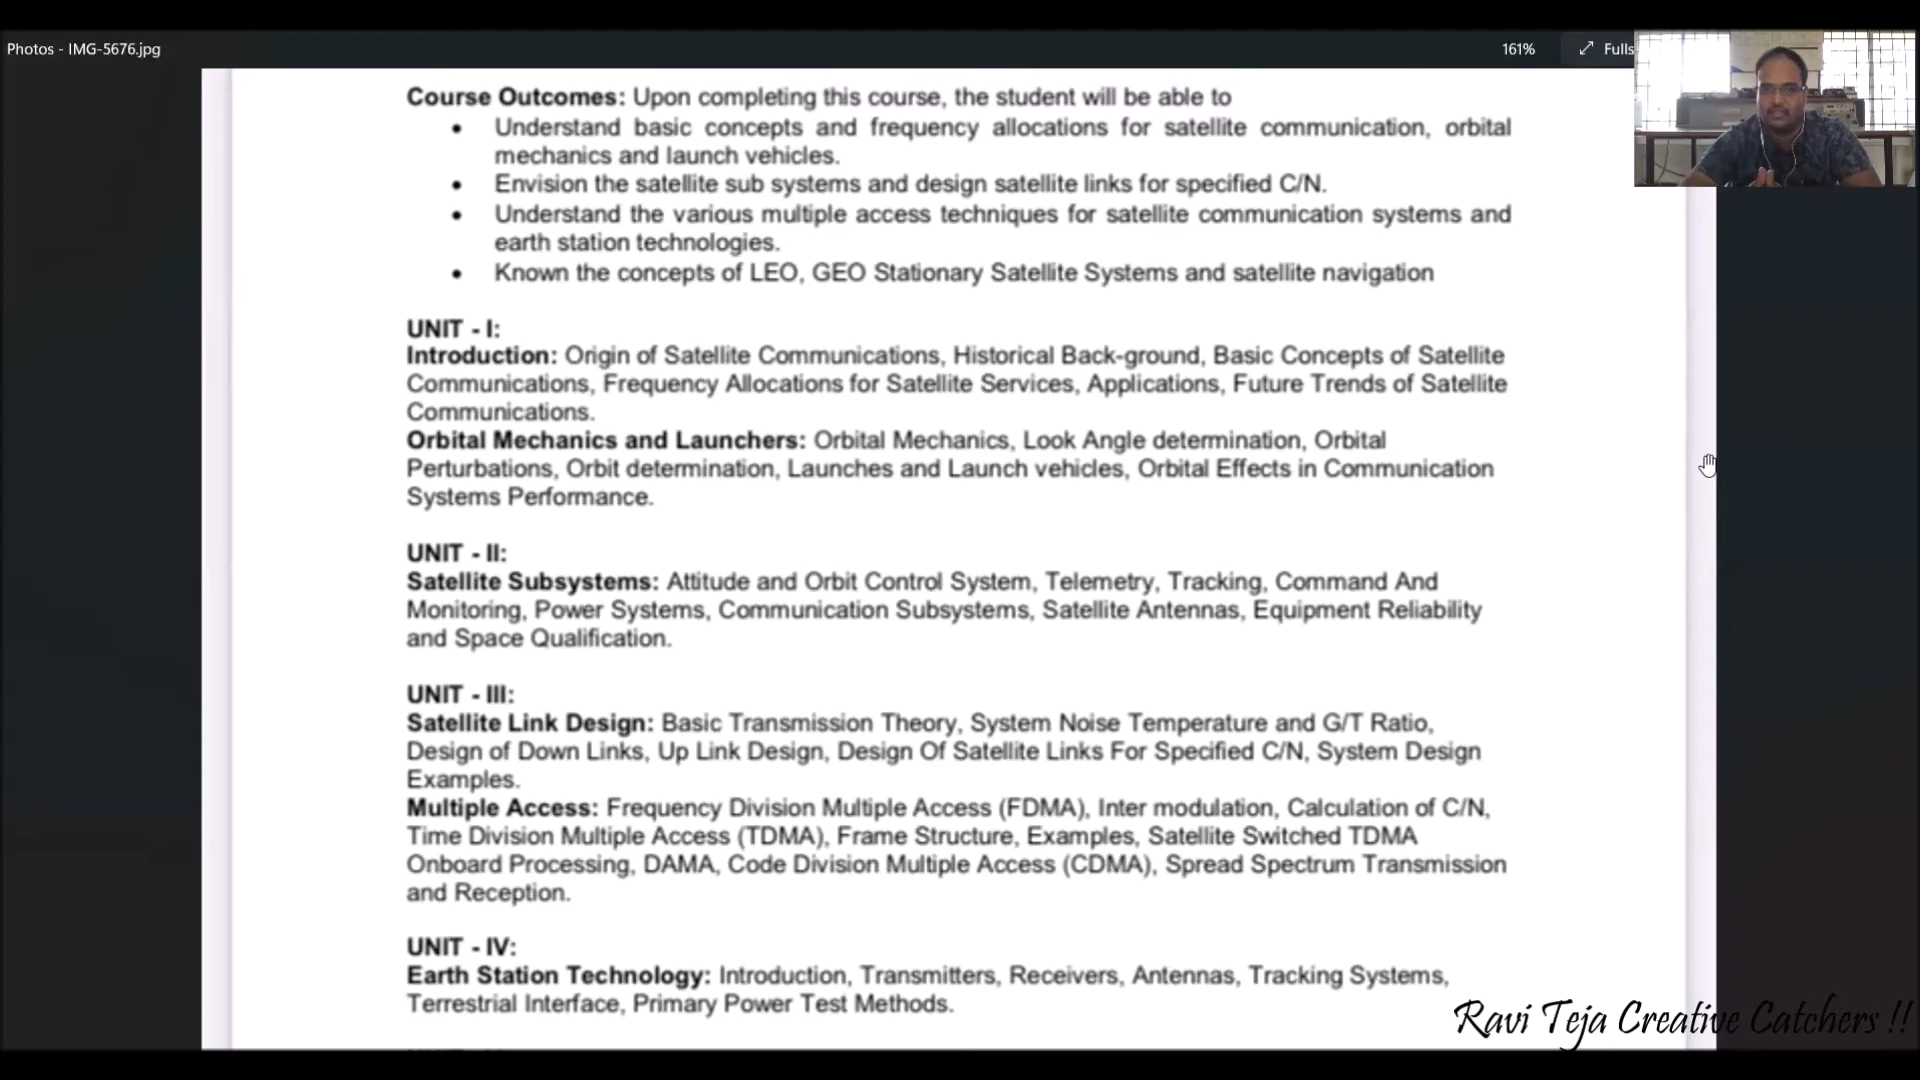 Photos - IMG-5676.jpg
161%
Fulls
Course Outcomes: Upon completing this course, the student will be able to
• Understand basic concepts and frequency allocations for satellite communication, orbital
mechanics and launch vehicles.
• Envision the satellite sub systems and design satellite links for specified C/N.
• Understand the various multiple access techniques for satellite communication systems and
earth station technologies.
• Known the concepts of LEO, GEO Stationary Satellite Systems and satellite navigation
UNIT - I:
Introduction: Origin of Satellite Communications, Historical Back-ground, Basic Concepts of Satellite
Communications, Frequency Allocations for Satellite Services, Applications, Future Trends of Satellite
Communications.
Orbital Mechanics and Launchers: Orbital Mechanics, Look Angle determination, Orbital
Perturbations, Orbit determination, Launches and Launch vehicles, Orbital Effects in Communication
Systems Performance.
UNIT - II:
Satellite Subsystems: Attitude and Orbit Control System, Telemetry, Tracking, Command And
Monitoring, Power Systems, Communication Subsystems, Satellite Antennas, Equipment Reliability
and Space Qualification.
UNIT - III:
Satellite Link Design: Basic Transmission Theory, System Noise Temperature and G/T Ratio,
Design of Down Links, Up Link Design, Design Of Satellite Links For Specified C/N, System Design
Examples.
Multiple Access: Frequency Division Multiple Access (FDMA), Inter modulation, Calculation of C/N,
Time Division Multiple Access (TDMA), Frame Structure, Examples, Satellite Switched TDMA
Onboard Processing, DAMA, Code Division Multiple Access (CDMA), Spread Spectrum Transmission
and Reception.
UNIT - IV:
Earth Station Technology: Introduction, Transmitters, Receivers, Antennas, Tracking Systems,
Terrestrial Interface, Primary Power Test Methods.
Ravi Teja Creative Catchers !!